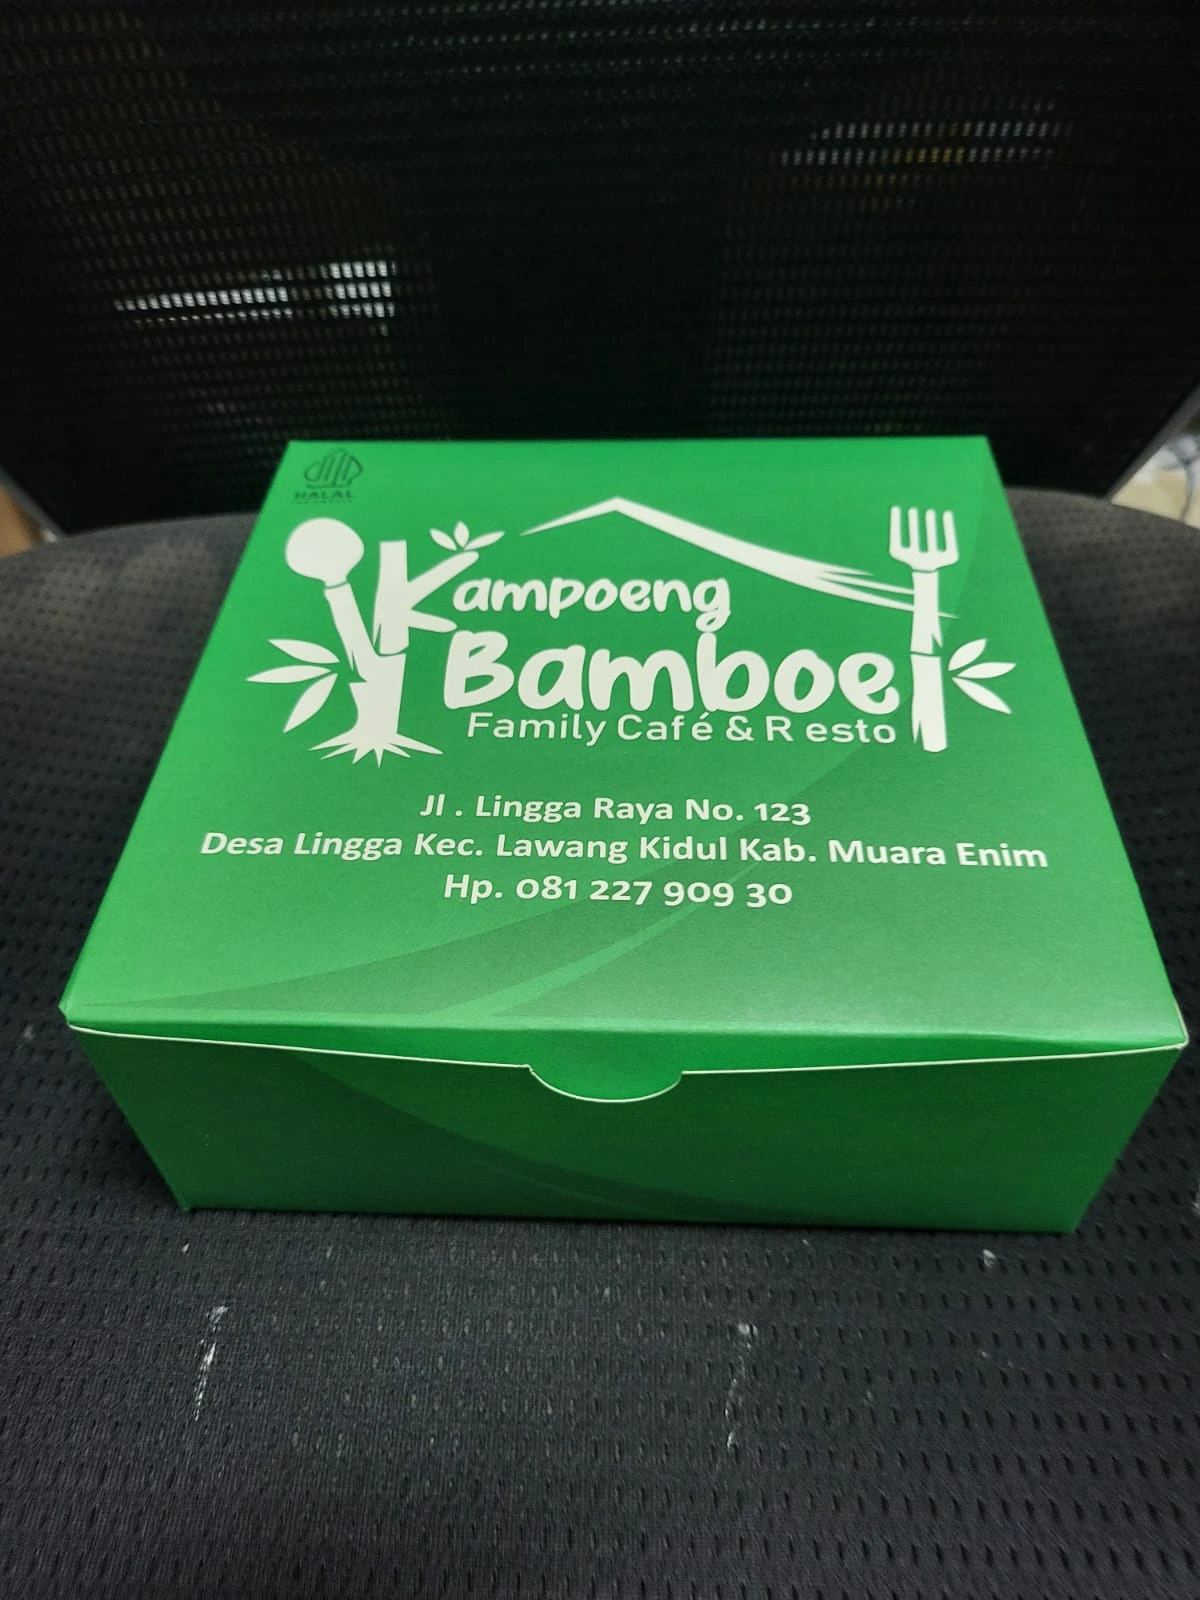 HALAL
INDONESIA
Kampoeng
Bamboe
Family Café & R esto
Jl . Lingga Raya No. 123
Desa Lingga Kec. Lawang Kidul Kab. Muara Enim
Hp. 081 227 909 30